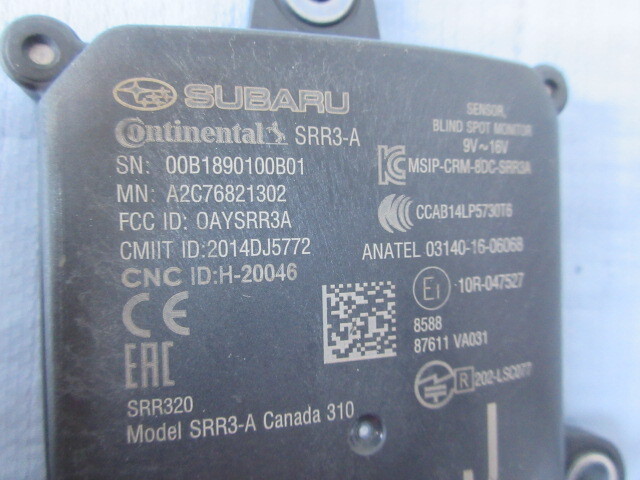 SUBARU
Continental SRR3-A
SN: 00B1890100B01
MN: A2C76821302
FCC ID: OAYSRR3A
CMIIT ID:2014DJ5772
CNC ID:H-20046
CE
EAC
SRR320
Model SRR3-A Canada 310
SENSOR,
BLIND SPOT MONITOR
9V~16V
MSIP-CRM-8DC-SRR3A
CCAB14LP5730T6
ANATEL 03140-16-06068
E1 10R-047527
8588
87611 VA031
R 202-LSC077